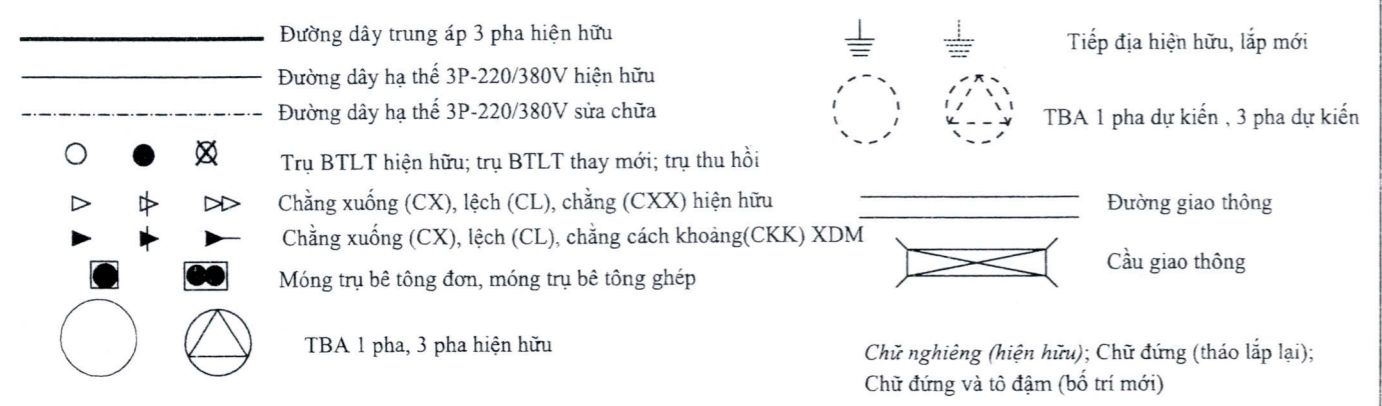 Đường dây trung áp 3 pha hiện hữu
Đường dây hạ thế 3P-220/380V hiện hữu
Đường dây hạ thế 3P-220/380V sửa chữa
Trụ BTLT hiện hữu; trụ BTLT thay mới; trụ thu hồi
Chằng xuống (CX), lệch (CL), chằng (CXX) hiện hữu
Chằng xuống (CX), lệch (CL), chằng cách khoảng(CKK) XDM
Móng trụ bê tông đơn, móng trụ bê tông ghép
TBA 1 pha, 3 pha hiện hữu
Tiếp địa hiện hữu, lắp mới
TBA 1 pha dự kiến , 3 pha dự kiến
Đường giao thông
Cầu giao thông
Chữ nghiêng (hiện hữu); Chữ đứng (tháo lắp lại);
Chữ đứng và tô đậm (bố trí mới)